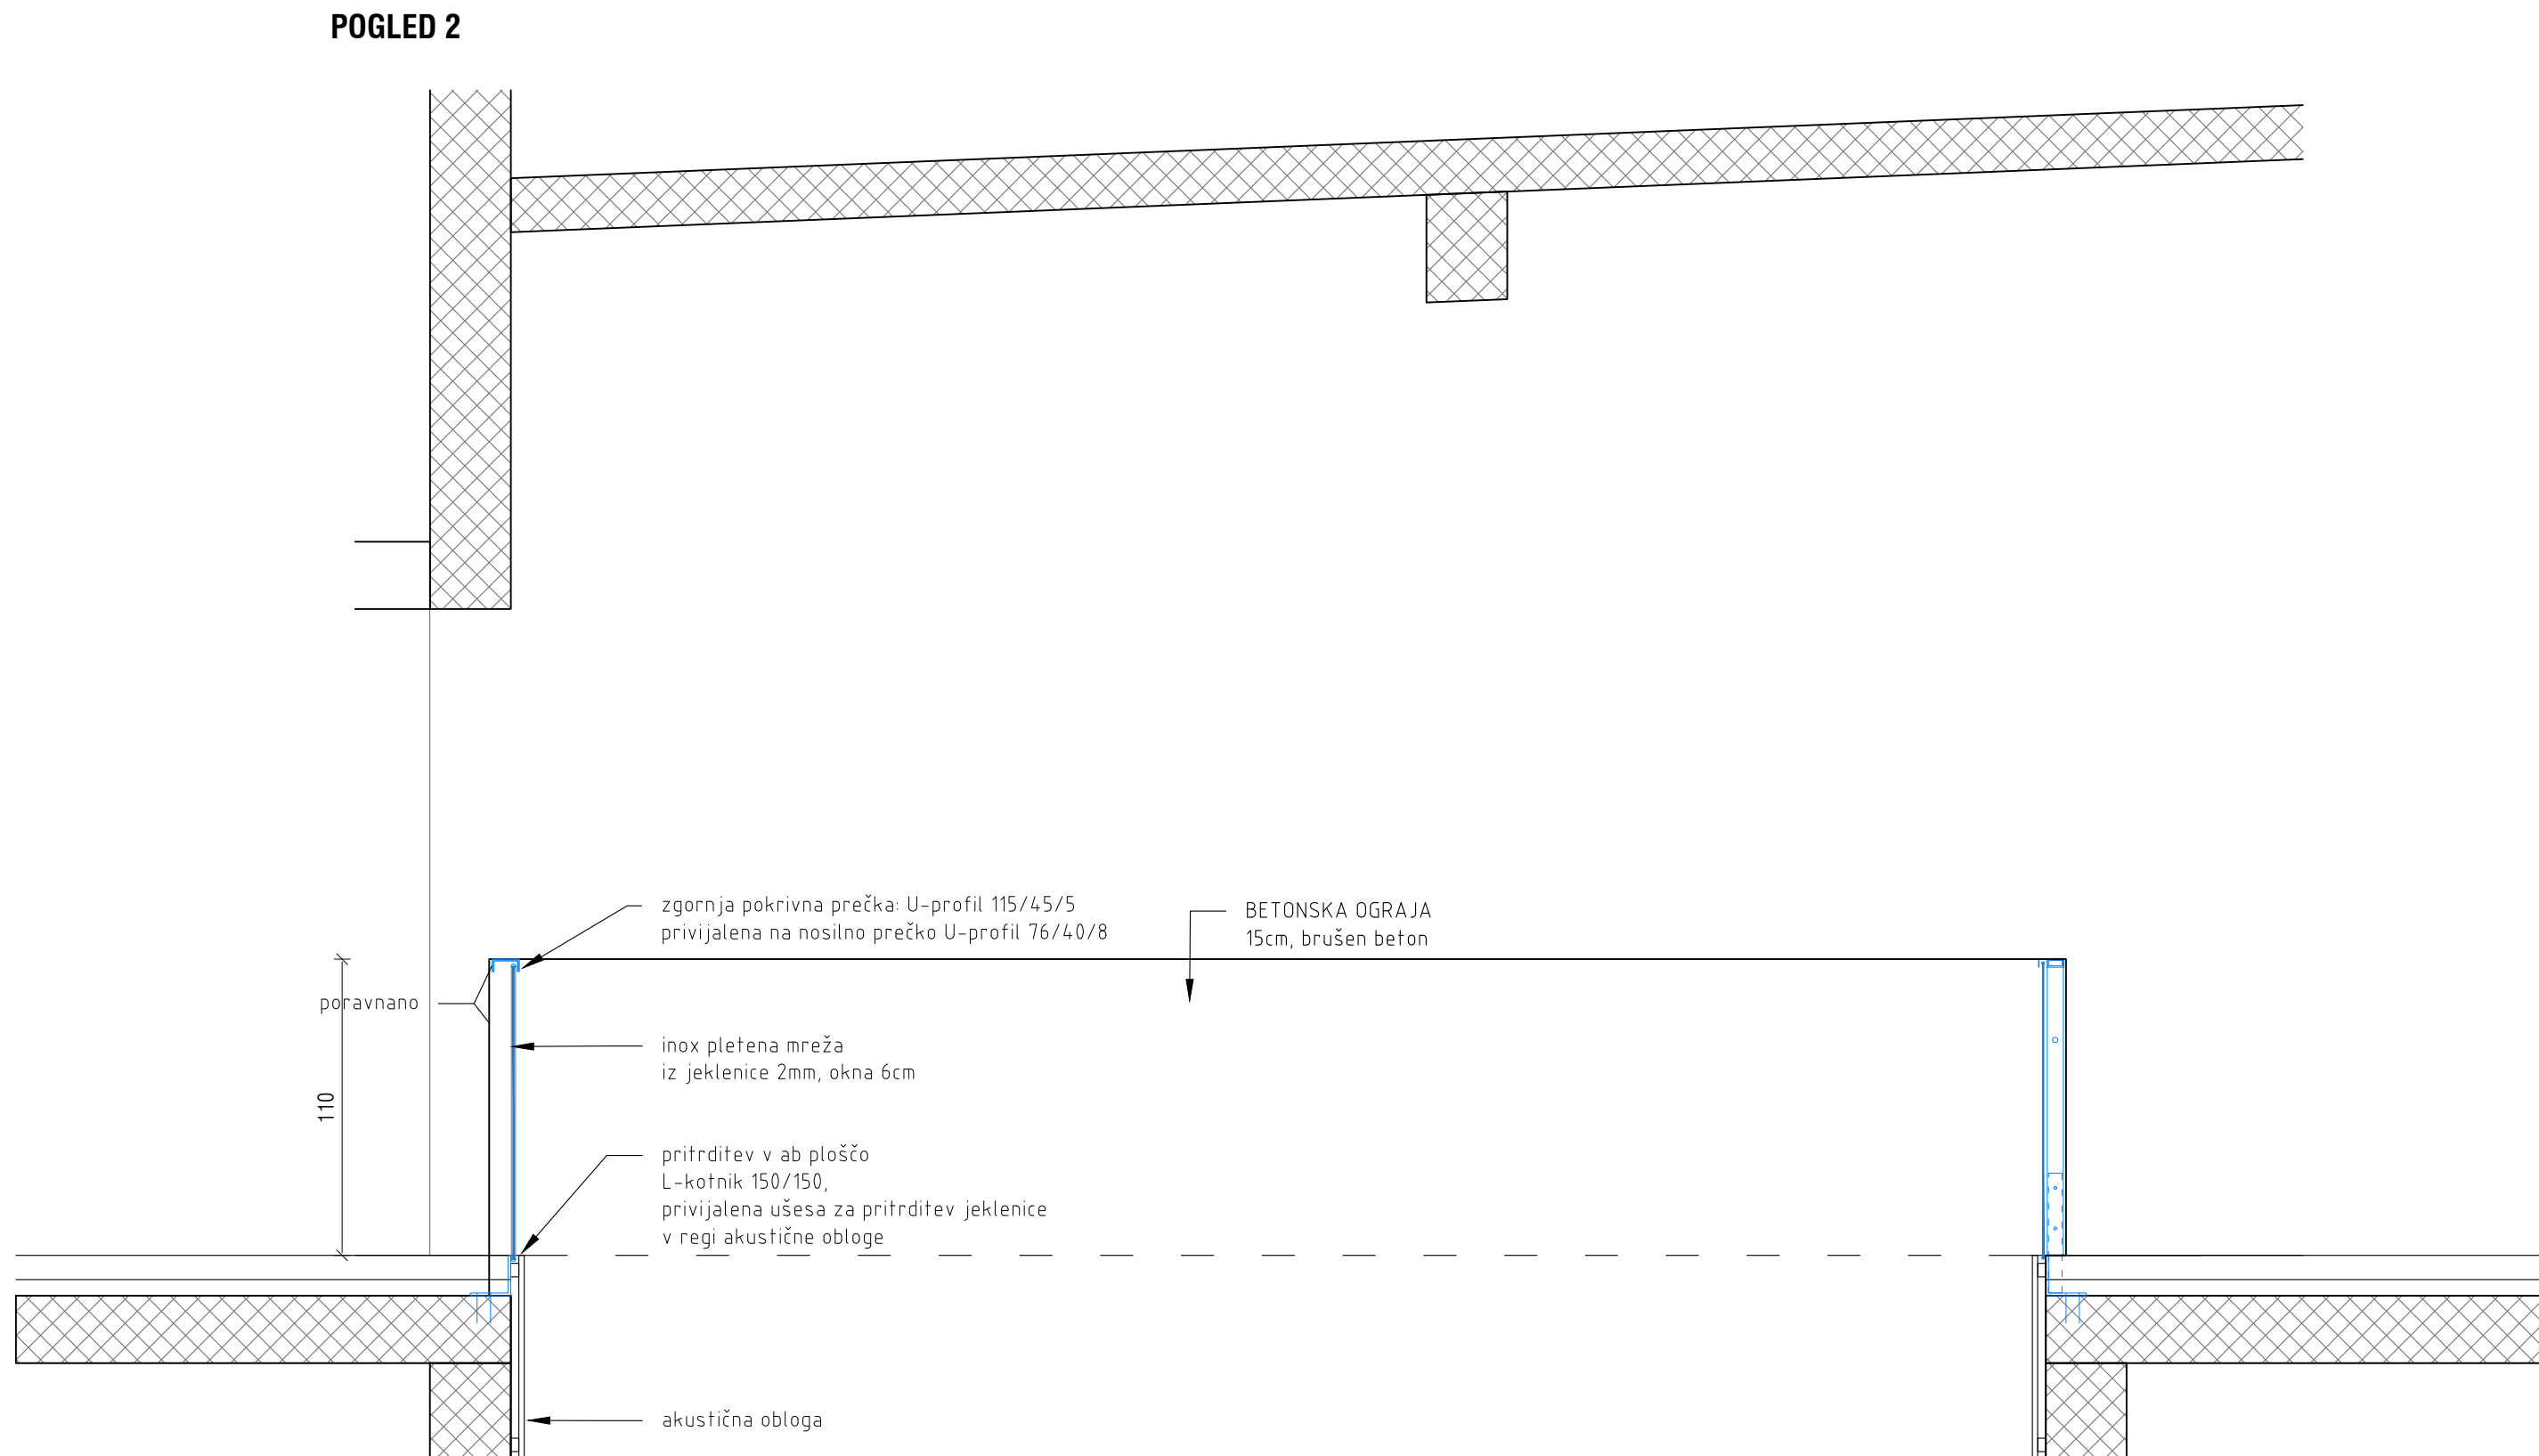 POGLED 2
zgornja pokrivna prečka: U-profil 115/45/5
privijalena na nosilno prečko U-profil 76/40/8
BETONSKA OGRAJA
15cm, brušen beton
poravnano
inox pletena mreža
iz jeklenice 2mm, okna 6cm
110
pritrditev v ab ploščo
L-kotnik 150/150,
privijalena ušesa za pritrditev jeklenice
v regi akustične obloge
akustična obloga